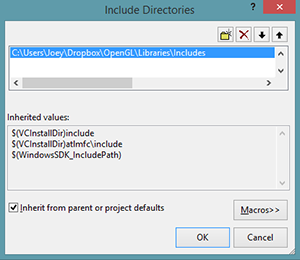 Include Directories
?
C:\Users\Joey\Dropbox\OpenGL\Libraries\Includes
Inherited values:
$(VCInstallDir)include
$(VCInstallDir)atlmfc\include
$(WindowsSDK_IncludePath)
Inherit from parent or project defaults
Macros>>
OK
Cancel